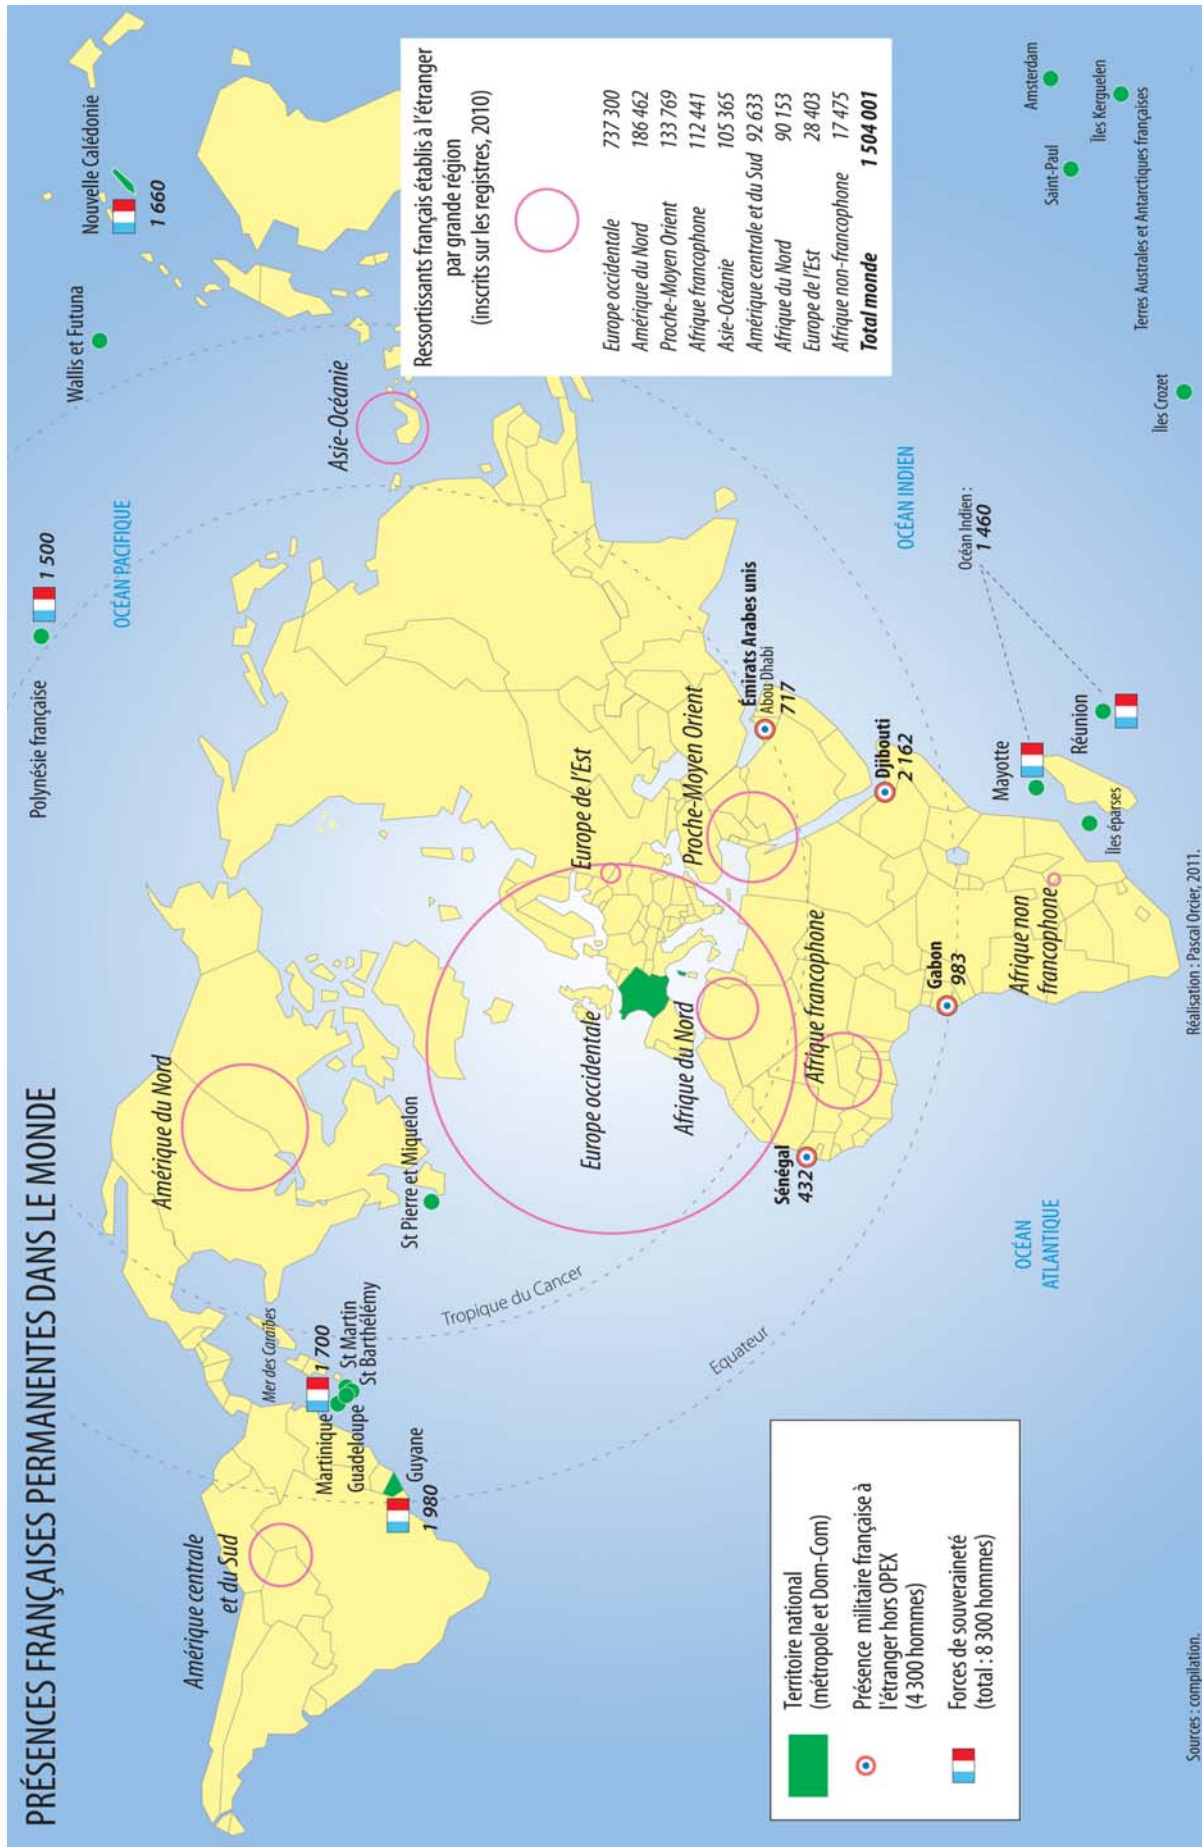 PRÉSENCES FRANÇAISES PERMANENTES DANS LE MONDE
Polynésie française
1 500
Wallis et Futuna
Nouvelle Calédonie
1 660
OCÉAN PACIFIQUE
Amérique centrale
et du Sud
Amérique du Nord
Asie-Océanie
Mer des Caraïbes
1 700
Martinique
Guadeloupe
St Martin
St Barthélémy
Guyane
1 980
St Pierre et Miquelon
Tropique du Cancer
Equateur
Europe occidentale
Europe de l'Est
Afrique du Nord
Proche-Moyen Orient
Émirats Arabes unis
Abou Dhabi
717
Sénégal
432
Afrique francophone
Djibouti
2 162
Gabon
983
Afrique non
francophone
OCÉAN
ATLANTIQUE
OCÉAN INDIEN
Océan Indien :
1 460
Mayotte
Réunion
Îles éparses
Saint-Paul
Amsterdam
Îles Kerguelen
Terres Australes et Antarctiques françaises
Îles Crozet
Ressortissants français établis à l'étranger
par grande région
(inscrits sur les registres, 2010)
Europe occidentale 737 300
Amérique du Nord 186 462
Proche-Moyen Orient 133 769
Afrique francophone 112 441
Asie-Océanie 105 365
Amérique centrale et du Sud 92 633
Afrique du Nord 90 153
Europe de l'Est 28 403
Afrique non-francophone 17 475
Total monde 1 504 001
Territoire national
(métropole et Dom-Com)
Présence militaire française à
l'étranger hors OPEX
(4 300 hommes)
Forces de souveraineté
(total : 8 300 hommes)
Sources : compilation.
Réalisation : Pascal Orcier, 2011.